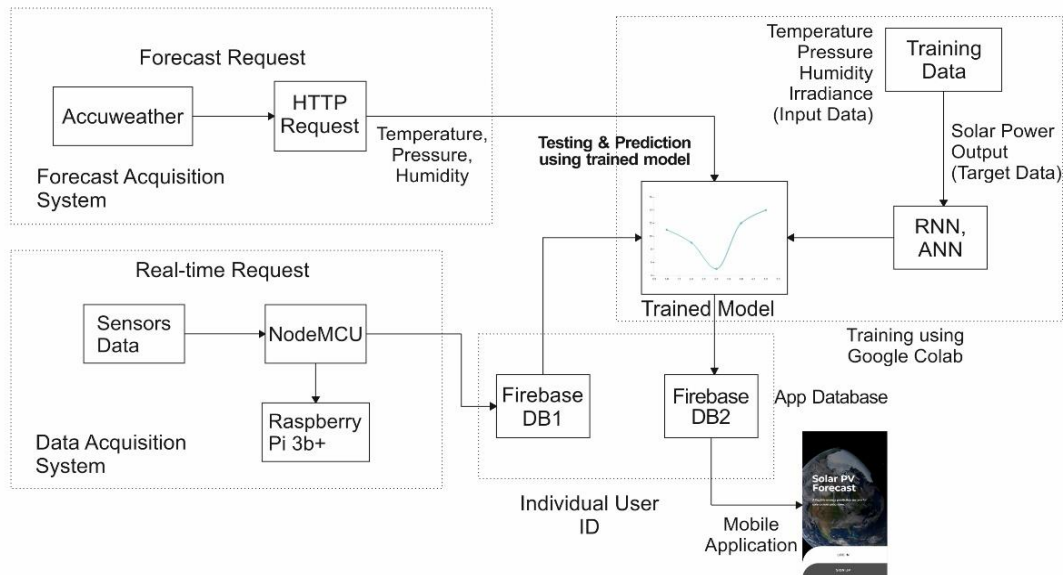 Forecast Request
Accuweather
HTTP
Request
Temperature,
Pressure,
Humidity
Forecast Acquisition
System
Testing & Prediction
using trained model
Temperature
Pressure
Humidity
Irradiance
(Input Data)
Training
Data
Solar Power
Output
(Target Data)
RNN,
ANN
Trained Model
Training using
Google Colab
Real-time Request
Sensors
Data
NodeMCU
Raspberry
Pi 3b+
Data Acquisition
System
Firebase
DB1
Firebase
DB2
App Database
Individual User
ID
Mobile
Application
Solar PV
Forecast
SIGN UP